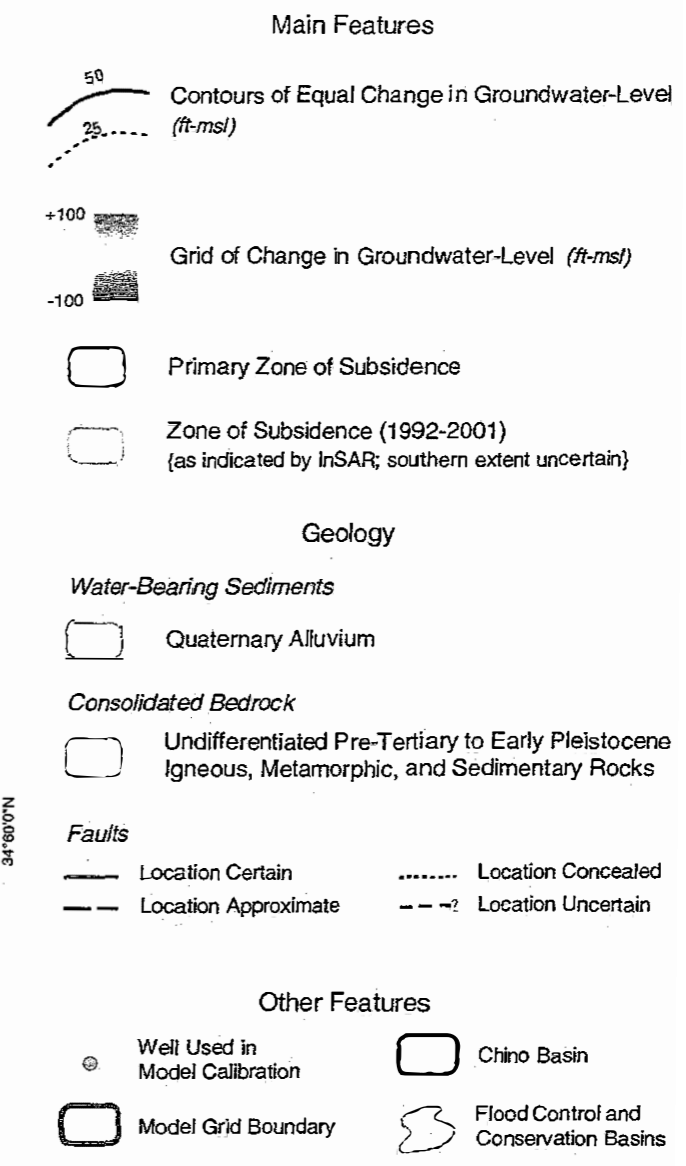 Main Features
50
Contours of Equal Change in Groundwater-Level
25
(ft-msl)
+100
Grid of Change in Groundwater-Level (ft-msl)
-100
Primary Zone of Subsidence
Zone of Subsidence (1992-2001)
{as indicated by InSAR; southern extent uncertain}
Geology
Water-Bearing Sediments
Quaternary Alluvium
Consolidated Bedrock
Undifferentiated Pre-Tertiary to Early Pleistocene
Igneous, Metamorphic, and Sedimentary Rocks
34°60'0"N
Faults
Location Certain
Location Concealed
Location Approximate
? Location Uncertain
Other Features
Well Used in
Model Calibration
Chino Basin
Model Grid Boundary
Flood Control and
Conservation Basins